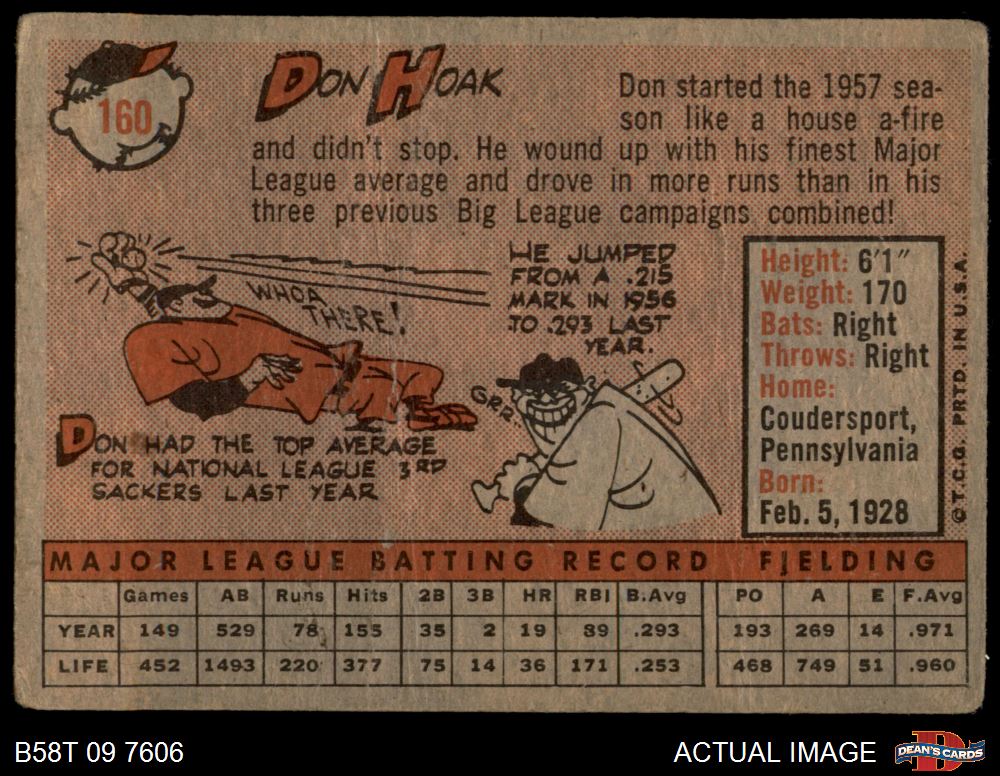 160
DON HOAK
Don started the 1957 sea-
son like a house a-fire
and didn't stop. He wound up with his finest Major
League average and drove in more runs than in his
three previous Big League campaigns combined!
WHOA
THERE!
HE JUMPED
FROM A .215
MARK IN 1956
TO .293 LAST
YEAR.
GRR
DON HAD THE TOP AVERAGE
FOR NATIONAL LEAGUE 3RD
SACKERS LAST YEAR
Height: 6'1"
Weight: 170
Bats: Right
Throws: Right
Home:
Coudersport,
Pennsylvania
Born:
Feb. 5, 1928
©T.C.G. PRTD. IN U.S.A.
MAJOR LEAGUE BATTING RECORD FIELDING
Games AB Runs Hits 2B 3B HR RBI B.Avg PO A E F.Avg
YEAR 149 529 78 155 35 2 19 89 .293 193 269 14 .971
LIFE 452 1493 220 377 75 14 36 171 .253 468 749 51 .960
B58T 09 7606 ACTUAL IMAGE DEAN'S CARDS